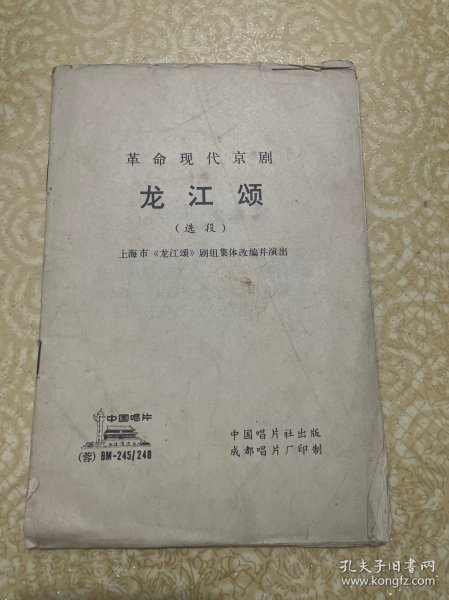 革命现代京剧
龙江颂
(选段)
上海市《龙江颂》剧组集体改编并演出
中国唱片
(蓉) BM-245/248
中国唱片社出版
成都唱片厂印制
孔夫子旧书网
www.kongfz.com